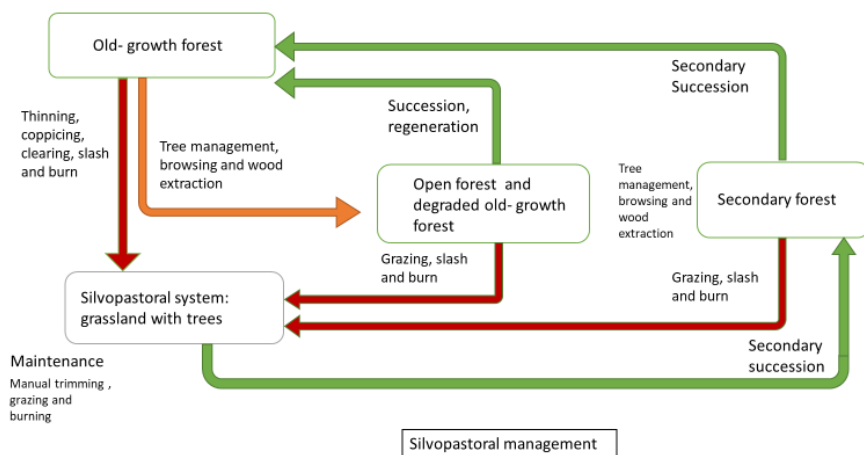 Old- growth forest
Thinning,
coppicing,
clearing, slash
and burn
Tree management,
browsing and wood
extraction
Succession,
regeneration
Secondary
Succession
Open forest and
degraded old- growth
forest
Tree
management,
browsing and
wood
extraction
Secondary forest
Grazing, slash
and burn
Grazing, slash
and burn
Silvopastoral system:
grassland with trees
Maintenance
Manual trimming ,
grazing and
burning
Secondary
succession
Silvopastoral management